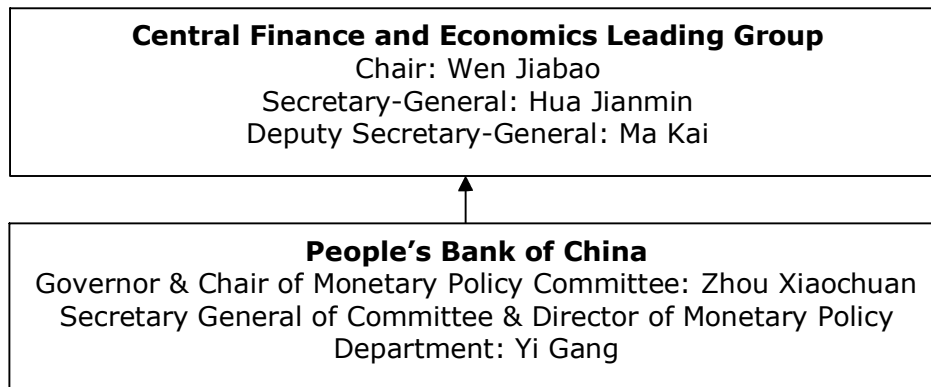 Central Finance and Economics Leading Group
Chair: Wen Jiabao
Secretary-General: Hua Jianmin
Deputy Secretary-General: Ma Kai
People’s Bank of China
Governor & Chair of Monetary Policy Committee: Zhou Xiaochuan
Secretary General of Committee & Director of Monetary Policy
Department: Yi Gang